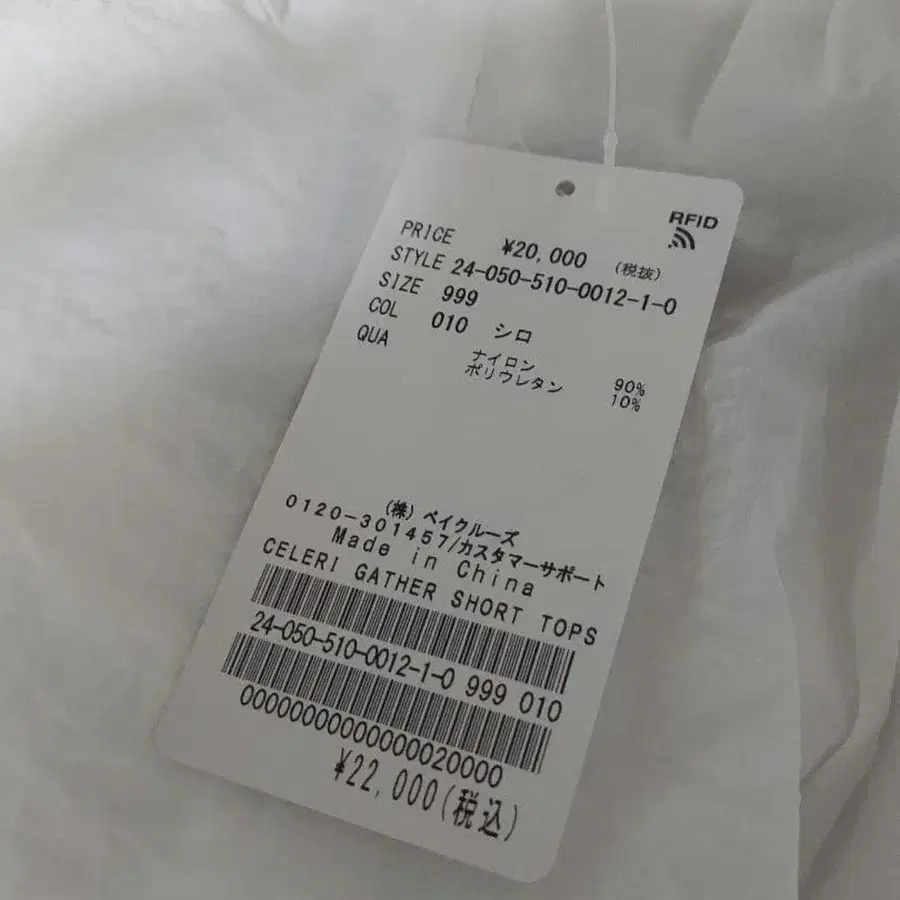 RFID
PRICE ¥20,000 (税抜)
STYLE 24-050-510-0012-1-0
SIZE 999
COL 010 シロ
QUA ナイロン 90%
ポリウレタン 10%
(株) ベイクルーズ
0120-301457/カスタマーサポート
Made in China
CELERI GATHER SHORT TOPS
24-050-510-0012-1-0 999 010
0000000000000020000
¥22,000(税込)